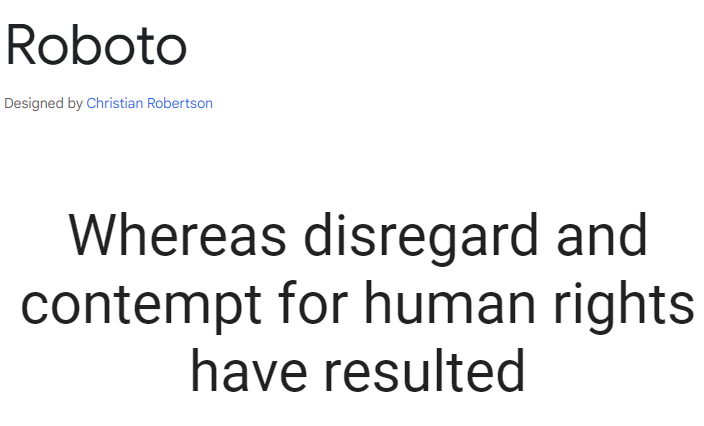 Roboto
Designed by Christian Robertson
Whereas disregard and
contempt for human rights
have resulted